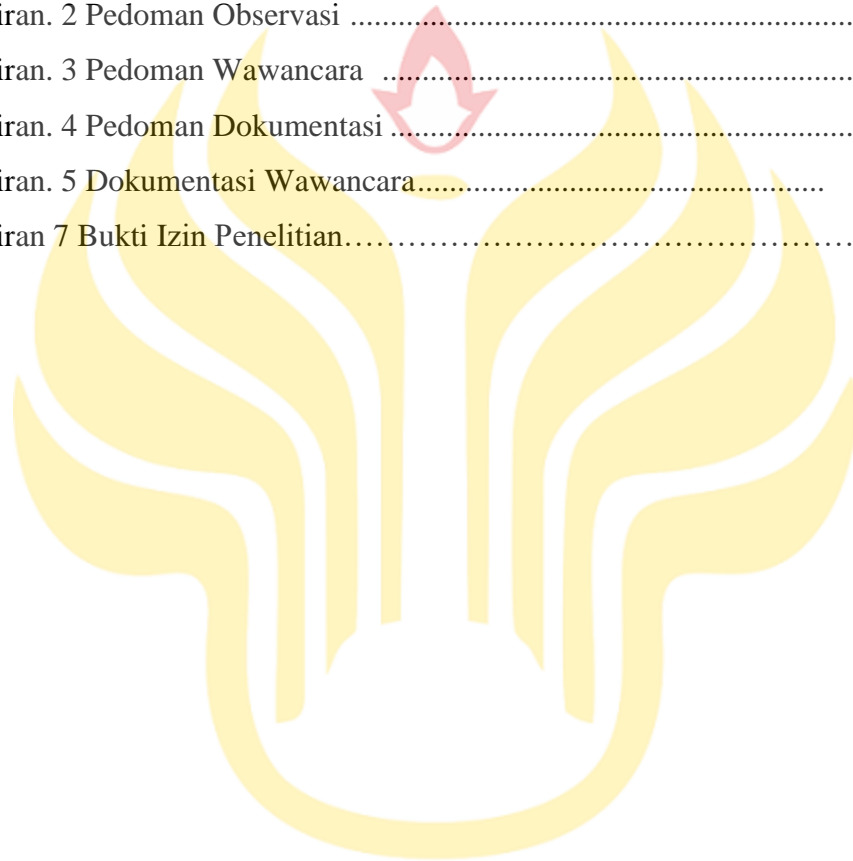 iran. 2 Pedoman Observasi ....................................................................
iran. 3 Pedoman Wawancara ................................................................
iran. 4 Pedoman Dokumentasi ..............................................................
iran. 5 Dokumentasi Wawancara..........................................................
iran 7 Bukti Izin Penelitian……………………………………………